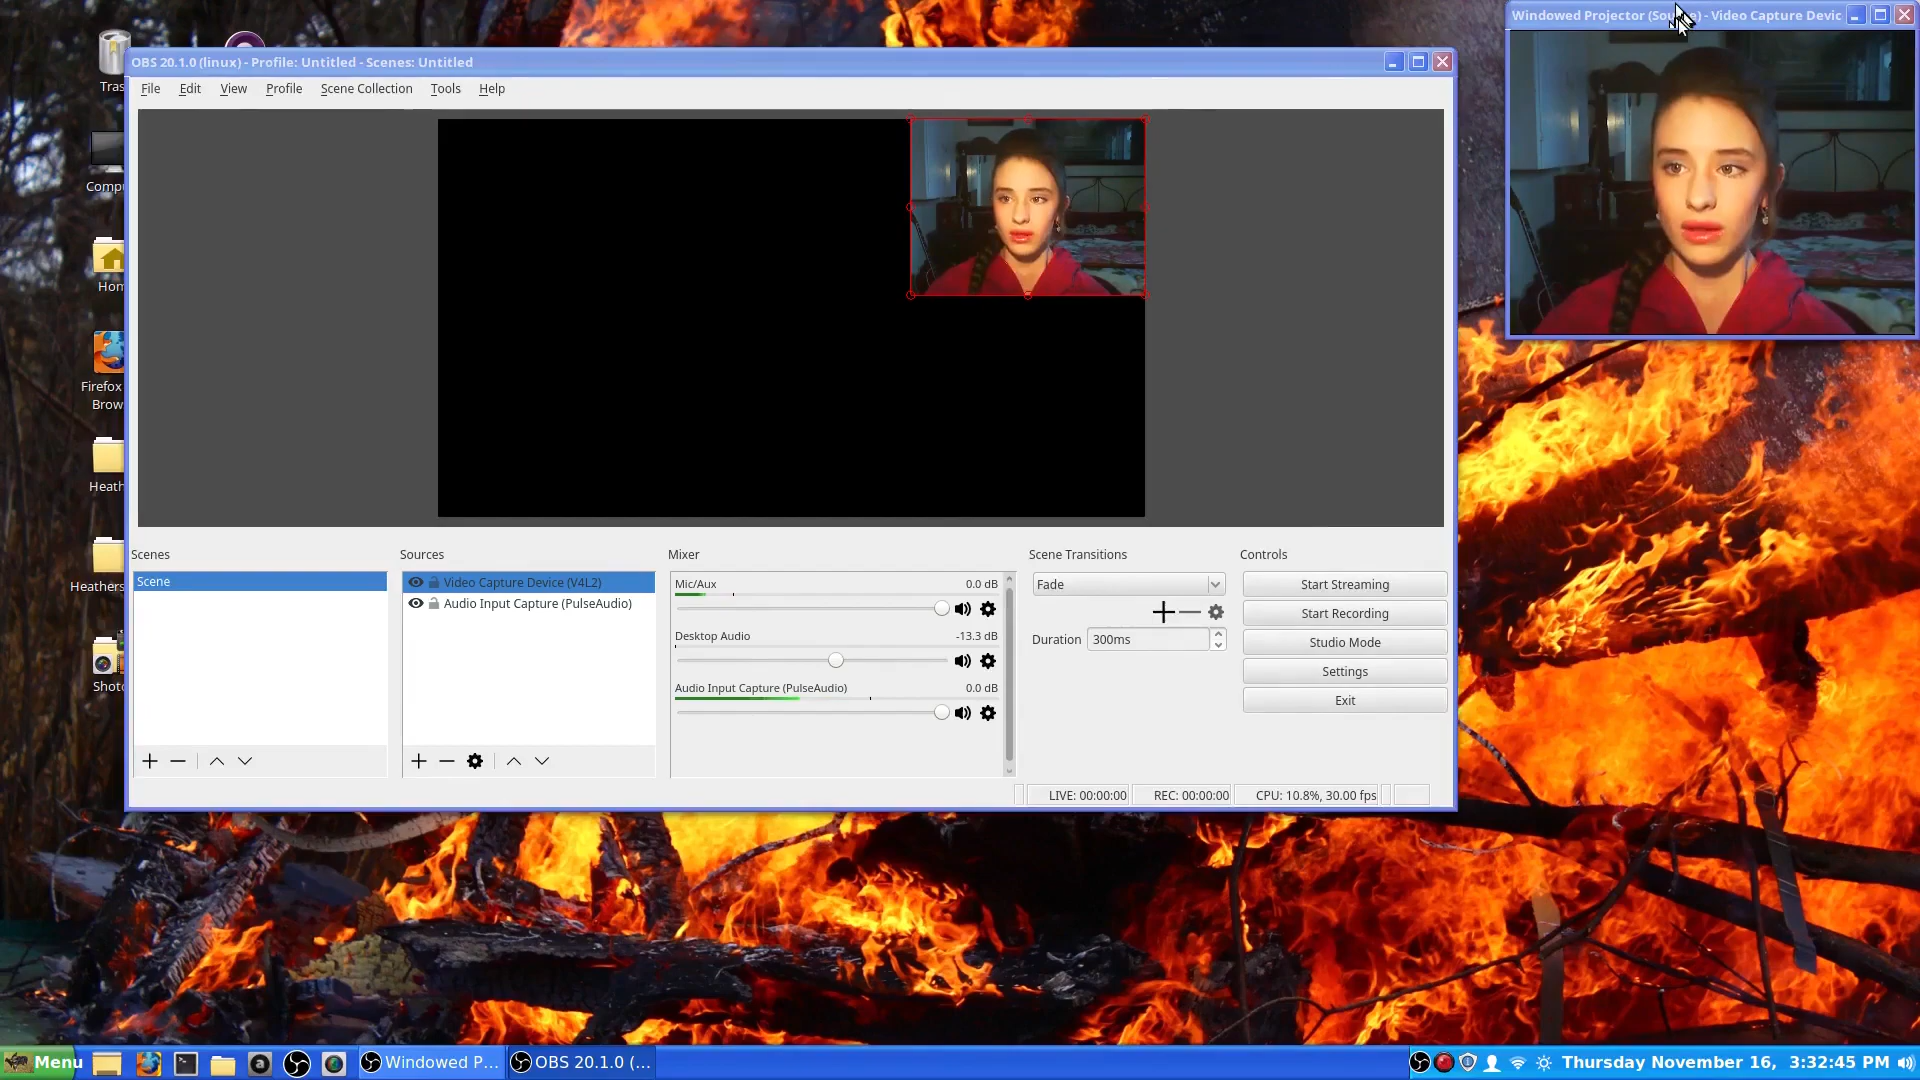 Windowed Projector (So e) - Video Capture Devic
OBS 20.1.0 (linux) - Profile: Untitled - Scenes: Untitled
File Edit View Profile Scene Collection Tools Help
Tras
Compu
Hom
Firefox
Brow
Heath
Heathers
Shoto
Scenes
Scene
Sources
Video Capture Device (V4L2)
Audio Input Capture (PulseAudio)
Mixer
Mic/Aux 0.0 dB
Desktop Audio -13.3 dB
Audio Input Capture (PulseAudio) 0.0 dB
Scene Transitions
Fade
Duration 300ms
Controls
Start Streaming
Start Recording
Studio Mode
Settings
Exit
LIVE: 00:00:00 REC: 00:00:00 CPU: 10.8%, 30.00 fps
Menu Windowed P... OBS 20.1.0 (... Thursday November 16, 3:32:45 PM